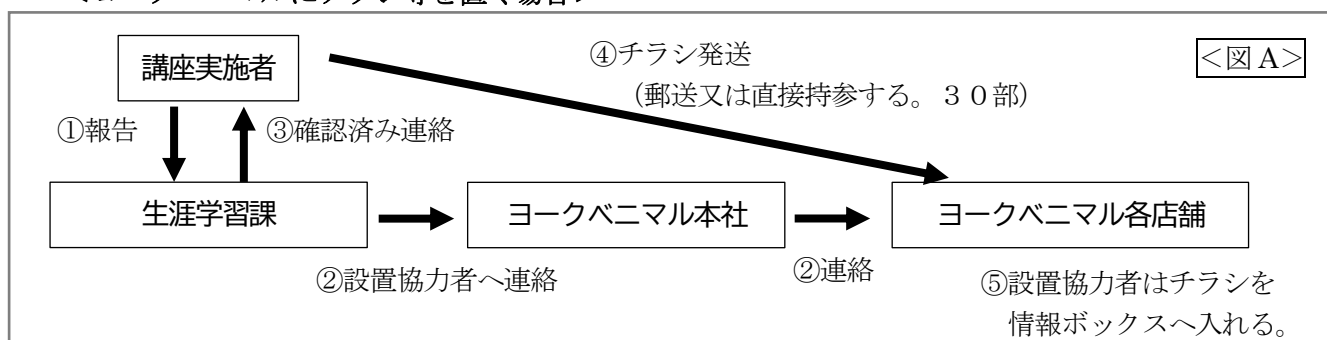 <図A>
講座実施者
④チラシ発送
（郵送又は直接持参する。３０部）
①報告
③確認済み連絡
生涯学習課
ヨークベニマル本社
ヨークベニマル各店舗
②設置協力者へ連絡
②連絡
⑤設置協力者はチラシを
情報ボックスへ入れる。